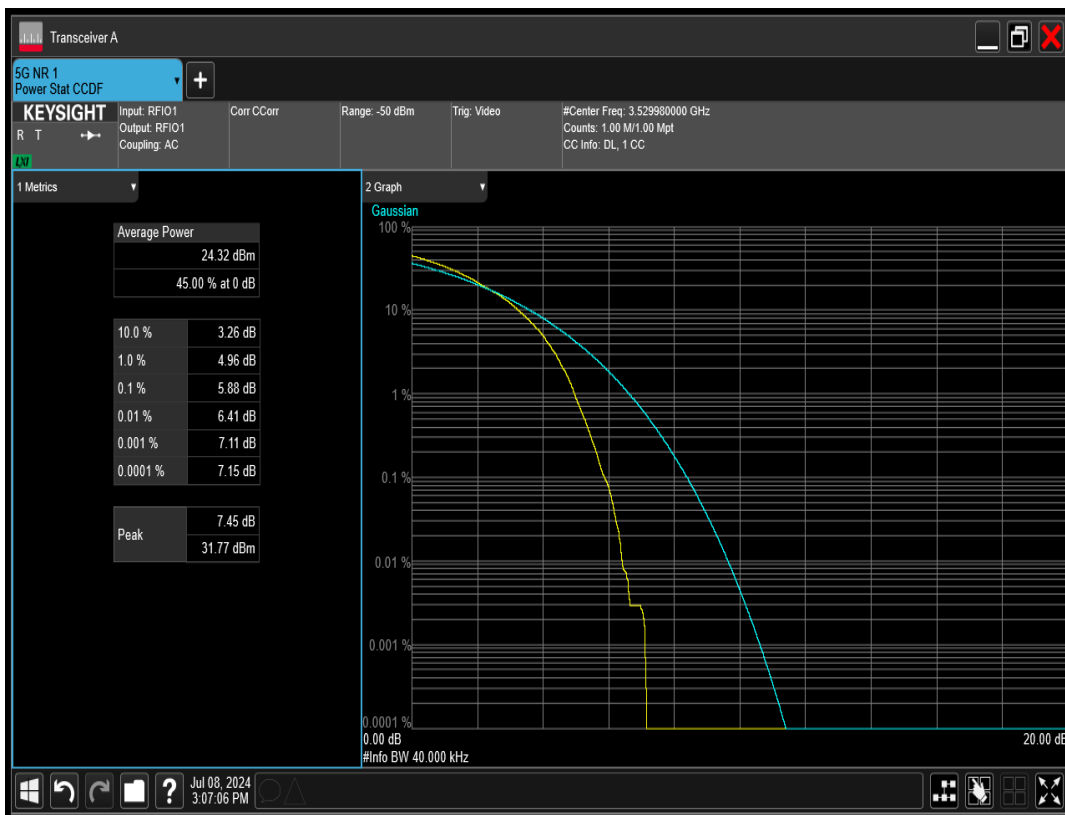 Transceiver A
5G NR 1
Power Stat CCDF
+
KEYSIGHT
R T
LXI
Input: RFIO1
Output: RFIO1
Coupling: AC
Corr CCorr
Range: -50 dBm
Trig: Video
#Center Freq: 3.529980000 GHz
Counts: 1.00 M/1.00 Mpt
CC Info: DL, 1 CC
1 Metrics
Average Power
24.32 dBm
45.00 % at 0 dB
10.0 % 3.26 dB
1.0 % 4.96 dB
0.1 % 5.88 dB
0.01 % 6.41 dB
0.001 % 7.11 dB
0.0001 % 7.15 dB
Peak 7.45 dB
31.77 dBm
2 Graph
Gaussian
100 %
10 %
1 %
0.1 %
0.01 %
0.001 %
0.0001 %
0.00 dB 20.00 dB
#Info BW 40.000 kHz
?
Jul 08, 2024
3:07:06 PM